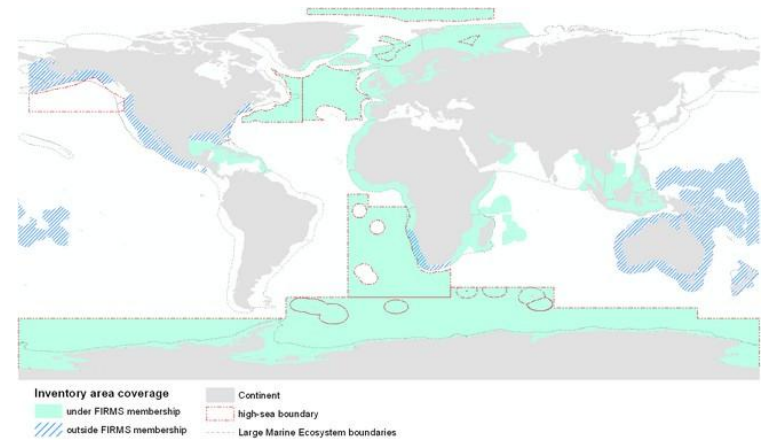 Inventory area coverage
under FIRMS membership
outside FIRMS membership
Continent
high-sea boundary
Large Marine Ecosystem boundaries